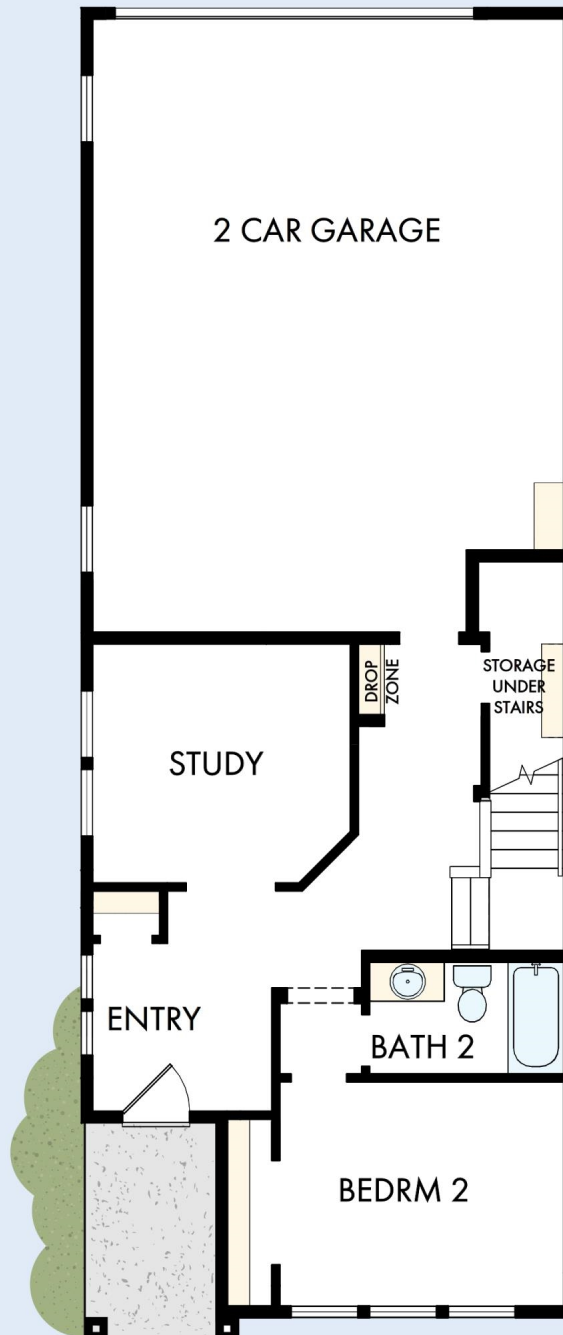 2 CAR GARAGE
DROP
ZONE
STORAGE
UNDER
STAIRS
STUDY
ENTRY
BATH 2
BEDRM 2